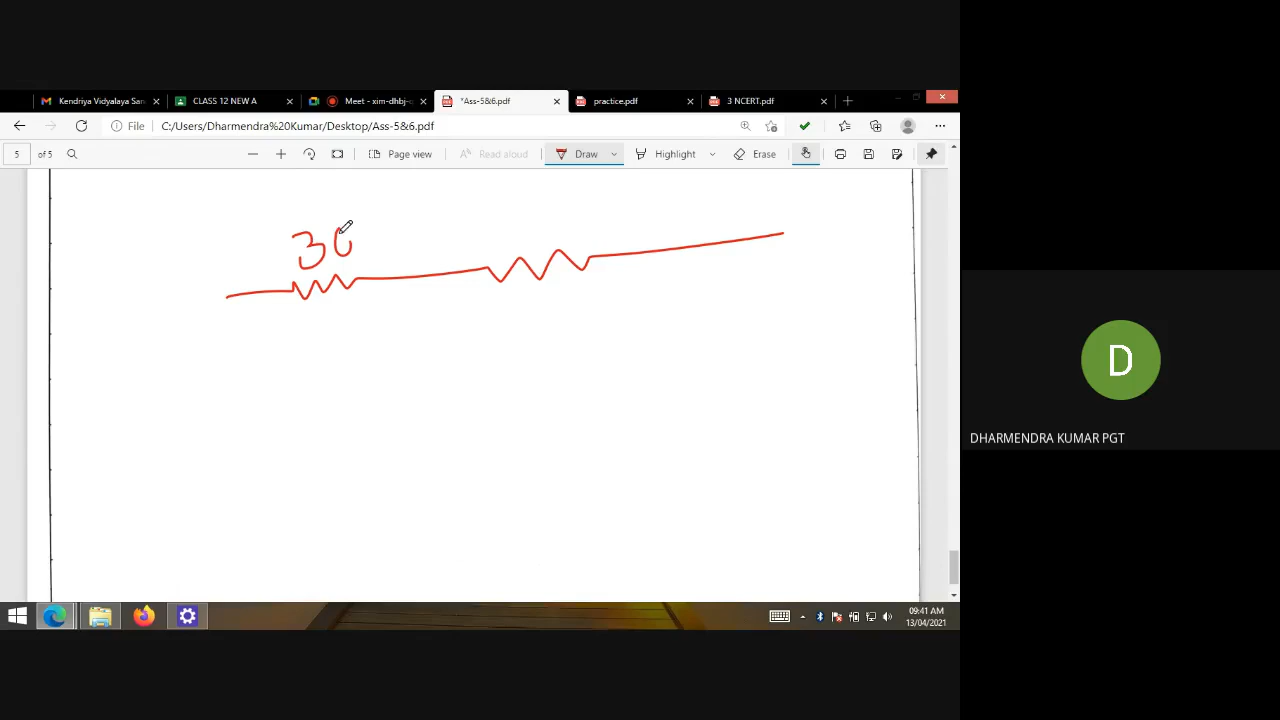 Kendriya Vidyalaya San
CLASS 12 NEW A
Meet - xim-dhbj-c
*Ass-5&6.pdf
practice.pdf
3 NCERT.pdf
File
C:/Users/Dharmendra%20Kumar/Desktop/Ass-5&6.pdf
5
of 5
Page view
Read aloud
Draw
Highlight
Erase
30
D
DHARMENDRA KUMAR PGT
09:41 AM
13/04/2021